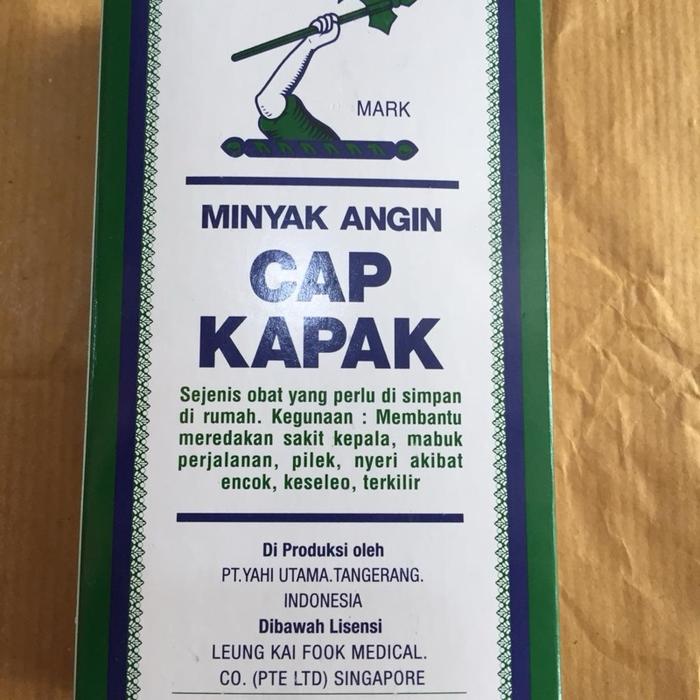 MARK
MINYAK ANGIN
CAP
KAPAK
Sejenis obat yang perlu di simpan
di rumah. Kegunaan : Membantu
meredakan sakit kepala, mabuk
perjalanan, pilek, nyeri akibat
encok, keseleo, terkilir
Di Produksi oleh
PT.YAHI UTAMA.TANGERANG.
INDONESIA
Dibawah Lisensi
LEUNG KAI FOOK MEDICAL.
CO. (PTE LTD) SINGAPORE